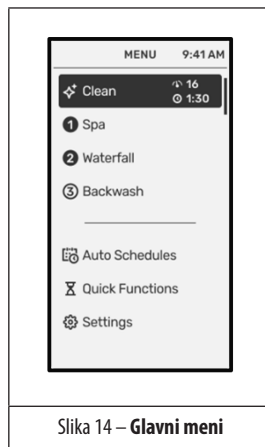 MENU 9:41 AM
Clean 16
1:30
1 Spa
2 Waterfall
3 Backwash
Auto Schedules
Quick Functions
Settings
Slika 14 – Glavni meni